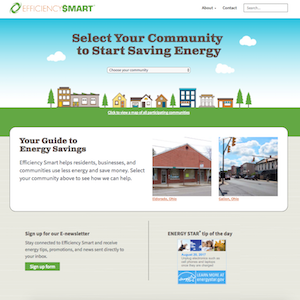 EFFICIENCYSMART
About
Contact
Search...
Select Your Community
to Start Saving Energy
Choose your community
Click to view a map of all participating communities
Your Guide to
Energy Savings
Efficiency Smart helps residents, businesses, and
communities use less energy and save money. Select
your community above to see how we can help.
Sign up for our E-newsletter
Stay connected to Efficiency Smart and receive
energy tips, promotions, and news sent directly to
your inbox.
Sign up form
ENERGY STAR® tip of the day
August 31, 2017
LEARN MORE AT
energystar.gov